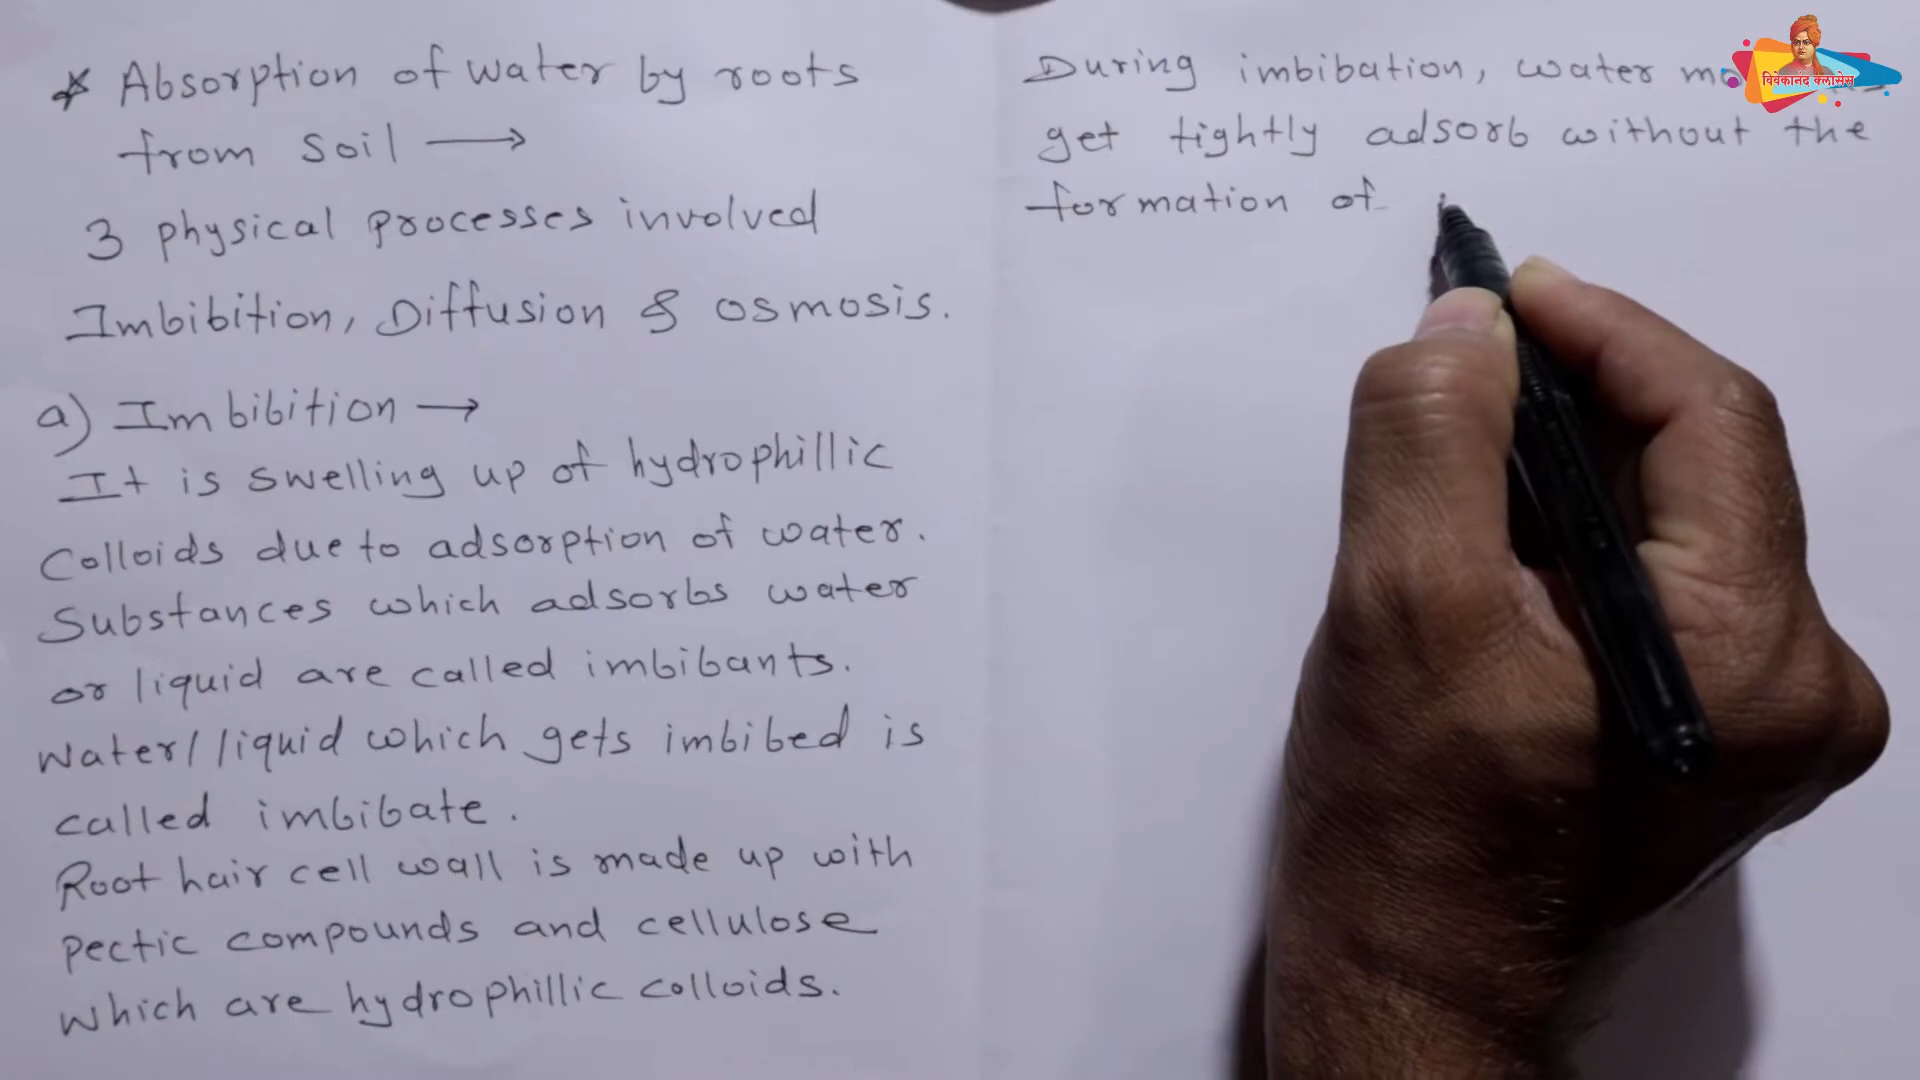 * Absorption of water by roots
from soil →
3 physical processes involved
Imbibition, Diffusion & osmosis.
a) Imbibition →
It is swelling up of hydrophillic
Colloids due to adsorption of water.
Substances which adsorbs water
or liquid are called imbibants.
Water/liquid which gets imbibed is
called imbibate.
Root hair cell wall is made up with
pectic compounds and cellulose
which are hydrophillic colloids.
During imbibation, water
get tightly adsorb without the
formation of
विवेकानंद क्लासेस